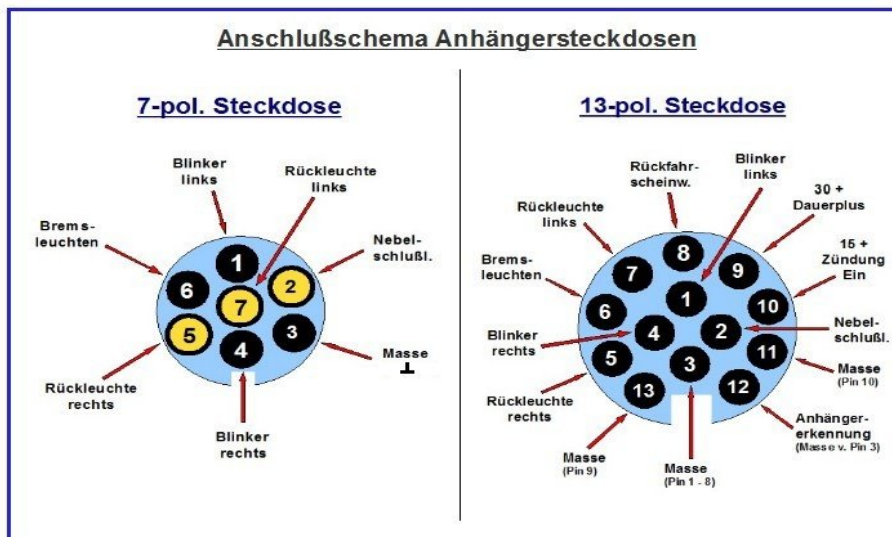 Anschlußschema Anhängersteckdosen
7-pol. Steckdose
Blinker
links
Rückleuchte
links
Brems-
leuchten
Nebel-
schlußl.
1
2
6
7
5
3
4
Masse
Rückleuchte
rechts
Blinker
rechts
13-pol. Steckdose
Rückfahr-
scheinw.
Blinker
links
30 +
Dauerplus
Rückleuchte
links
15 +
Zündung
Ein
Brems-
leuchten
8
7
9
1
10
6
4
2
5
3
11
13
12
Blinker
rechts
Nebel-
schlußl.
Masse
(Pin 10)
Rückleuchte
rechts
Anhänger-
erkennung
(Masse v. Pin 3)
Masse
(Pin 9)
Masse
(Pin 1 - 8)